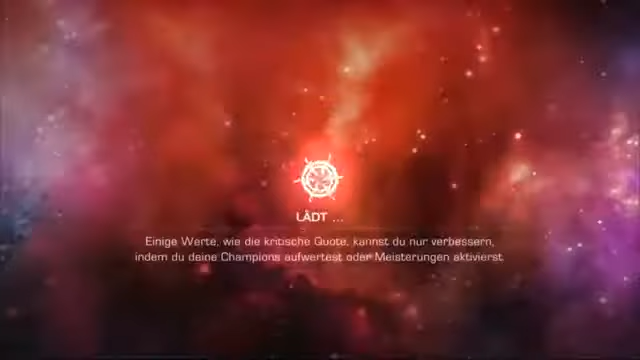 LÄDT ...
Einige Werte, wie die kritische Quote, kannst du nur verbessern,
indem du deine Champions aufwertest oder Meisterungen aktivierst.